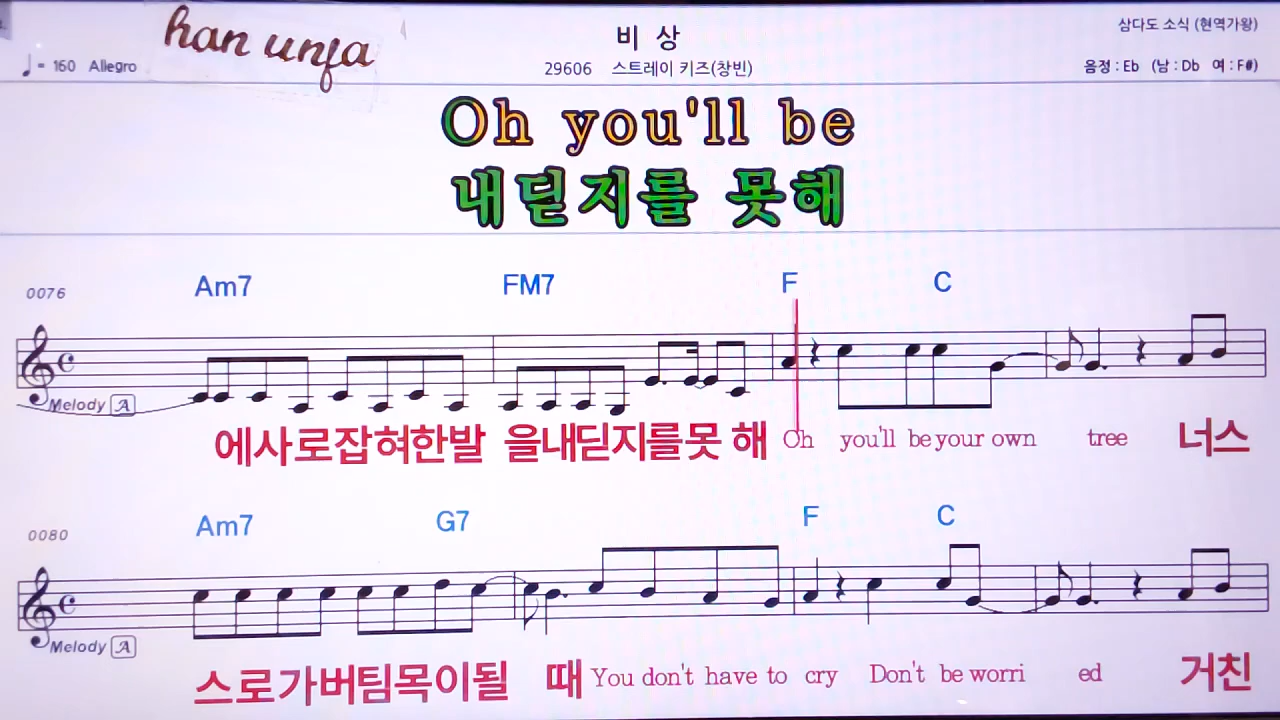 han unfa
비 상
삼다도 소식 (현역가왕)
♩ = 160 Allegro
29606 스트레이 키즈(창빈)
음정 : Eb (남 : Db 여 : F#)
Oh you'll be
내딛지를 못해
0076
Am7 FM7 F C
Melody A
에사로잡혀한발 을내딛지를못 해 Oh you'll be your own tree 너스
0080
Am7 G7 F C
Melody A
스로가버팀목이될 때 You don't have to cry Don't be worri ed 거친